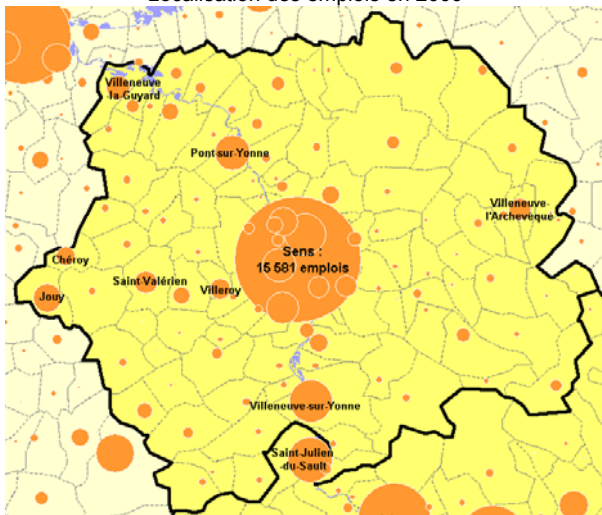 Localisation des emplois en 2006
Villeneuve
la Guyard
Pont-sur-Yonne
Villeneuve
l'Archevêque
Sens :
15 581 emplois
Chéroy
Saint-Valérien
Villeroy
Jouy
Villeneuve-sur-Yonne
Saint-Julien
-du-Sault